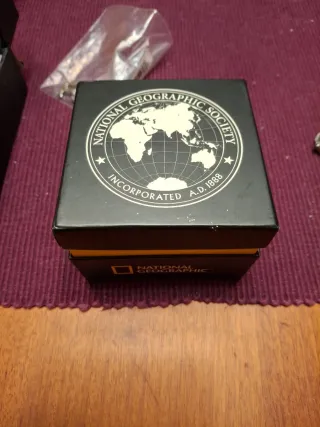 NATIONAL GEOGRAPHIC SOCIETY
INCORPORATED A.D. 1888
NATIONAL
GEOGRAPHIC